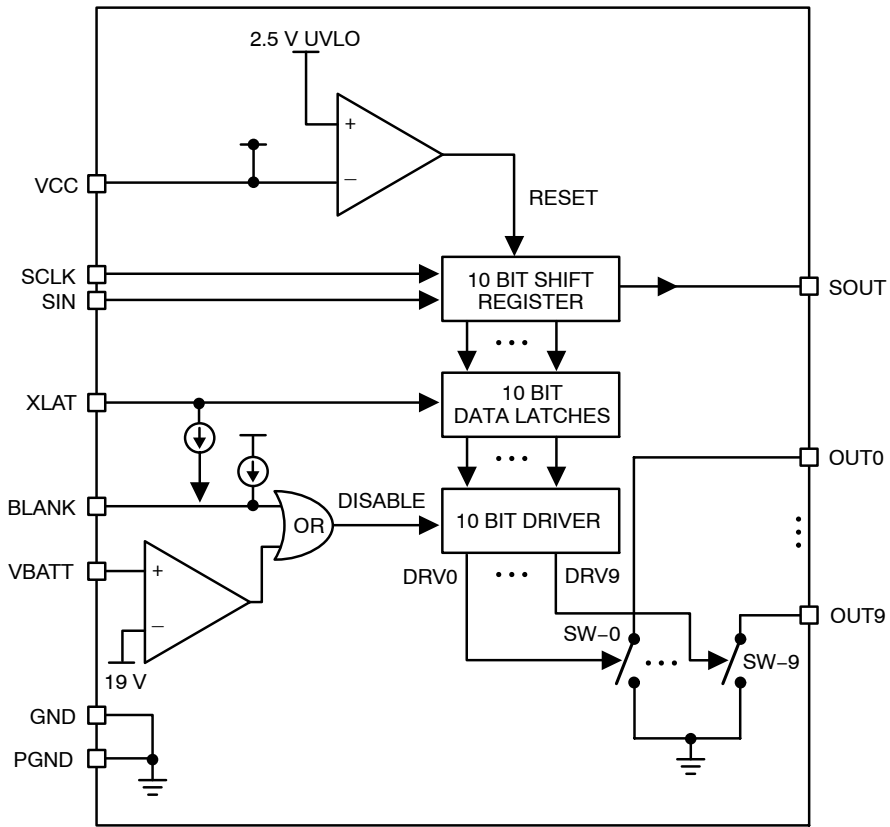 2.5 V UVLO
+
–
VCC
RESET
SCLK
SIN
10 BIT SHIFT
REGISTER
SOUT
• • •
XLAT
10 BIT
DATA LATCHES
• • •
OUT0
BLANK
OR
DISABLE
10 BIT DRIVER
VBATT
+
–
DRV0
• • •
DRV9
OUT9
SW–0
• • •
SW–9
19 V
GND
PGND